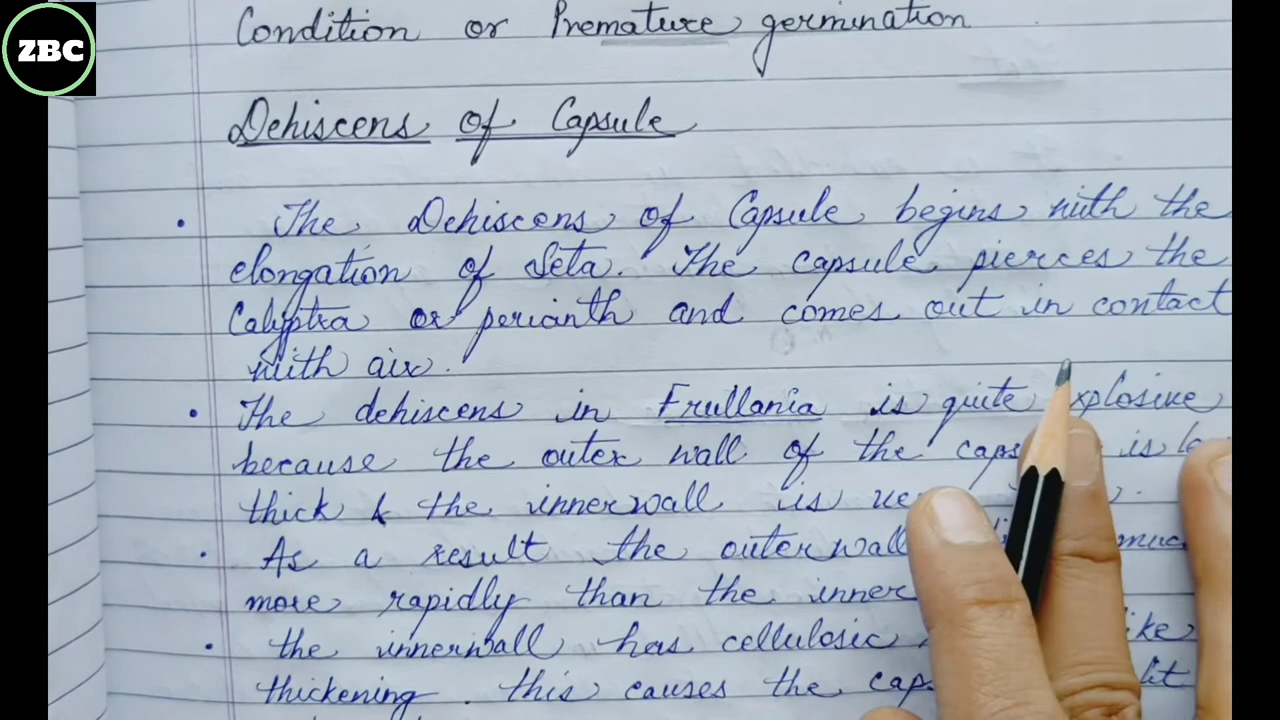 ZBC
Condition or Premature germination
Dehiscens of Capsule
• The Dehiscens of Capsule begins with the
elongation of Seta. The capsule pierces the
Calyptra or perianth and comes out in contact
with air.
• The dehiscens in Frullania is quite explosive
because the outer wall of the is
thick & the innerwall is
• As a result the outerwall
more rapidly than the inner
• the innerwall has cellulosic
thickening. this causes the